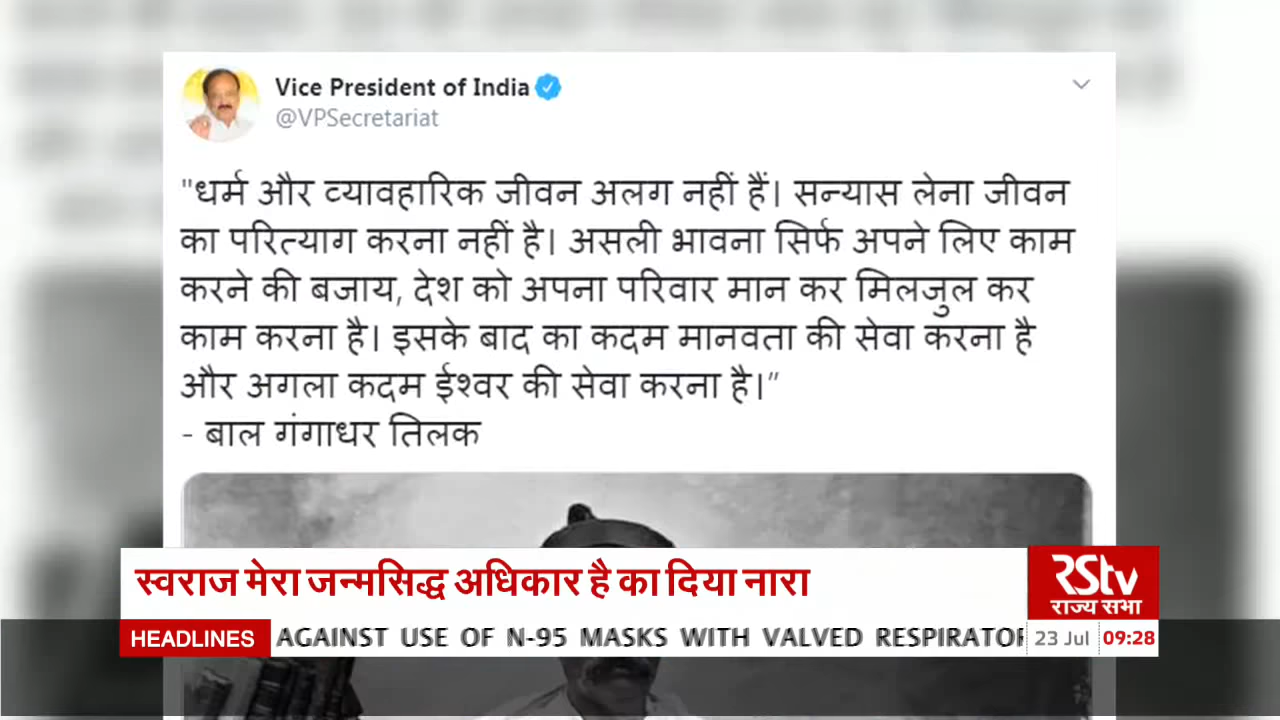 Vice President of India
@VPSecretariat
"धर्म और व्यावहारिक जीवन अलग नहीं हैं। सन्यास लेना जीवन
का परित्याग करना नहीं है। असली भावना सिर्फ अपने लिए काम
करने की बजाय, देश को अपना परिवार मान कर मिलजुल कर
काम करना है। इसके बाद का कदम मानवता की सेवा करना है
और अगला कदम ईश्वर की सेवा करना है।”
- बाल गंगाधर तिलक
स्वराज मेरा जन्मसिद्ध अधिकार है का दिया नारा
RStv
राज्य सभा
HEADLINES
AGAINST USE OF N-95 MASKS WITH VALVED RESPIRATOR
23 Jul
09:28